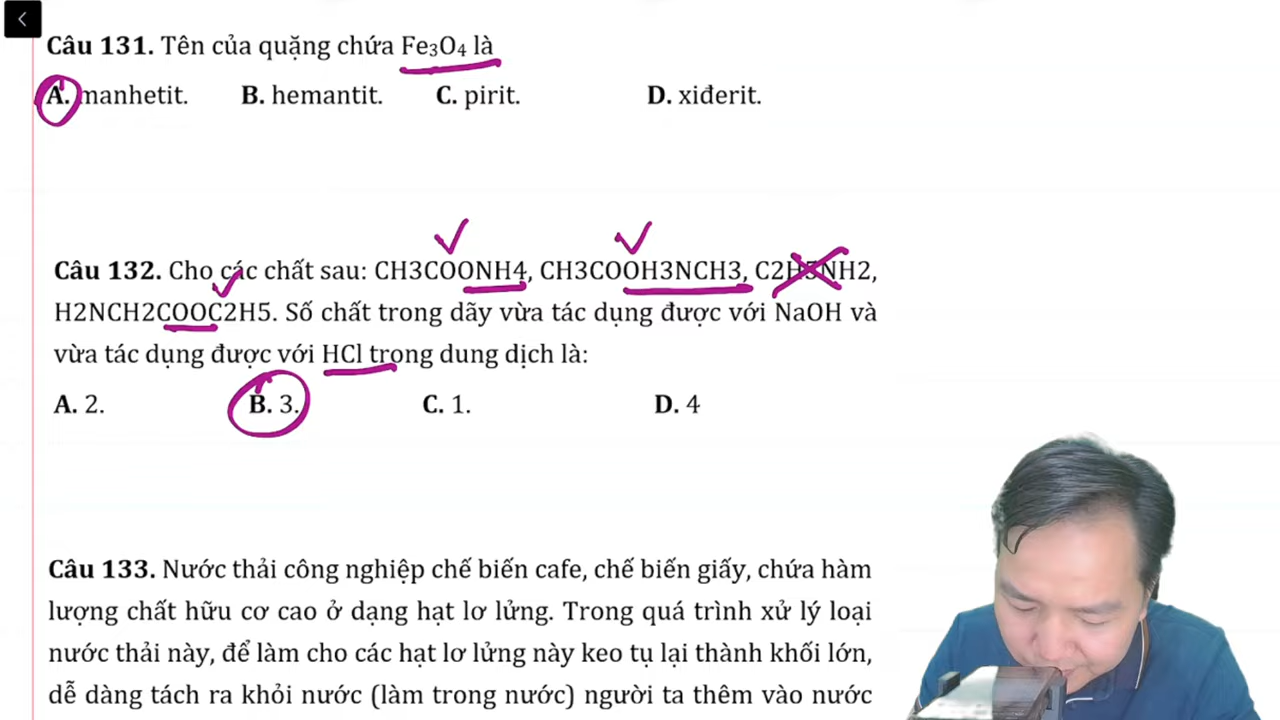 Câu 131. Tên của quặng chứa Fe₃O₄ là
A. manhetit. B. hemantit. C. pirit. D. xiđerit.
Câu 132. Cho các chất sau: CH3COONH4, CH3COOH3NCH3, C2H5NH2,
H2NCH2COOC2H5. Số chất trong dãy vừa tác dụng được với NaOH và
vừa tác dụng được với HCl trong dung dịch là:
A. 2. B. 3. C. 1. D. 4
Câu 133. Nước thải công nghiệp chế biến cafe, chế biến giấy, chứa hàm
lượng chất hữu cơ cao ở dạng hạt lơ lửng. Trong quá trình xử lý loại
nước thải này, để làm cho các hạt lơ lửng này keo tụ lại thành khối lớn,
dễ dàng tách ra khỏi nước (làm trong nước) người ta thêm vào nước